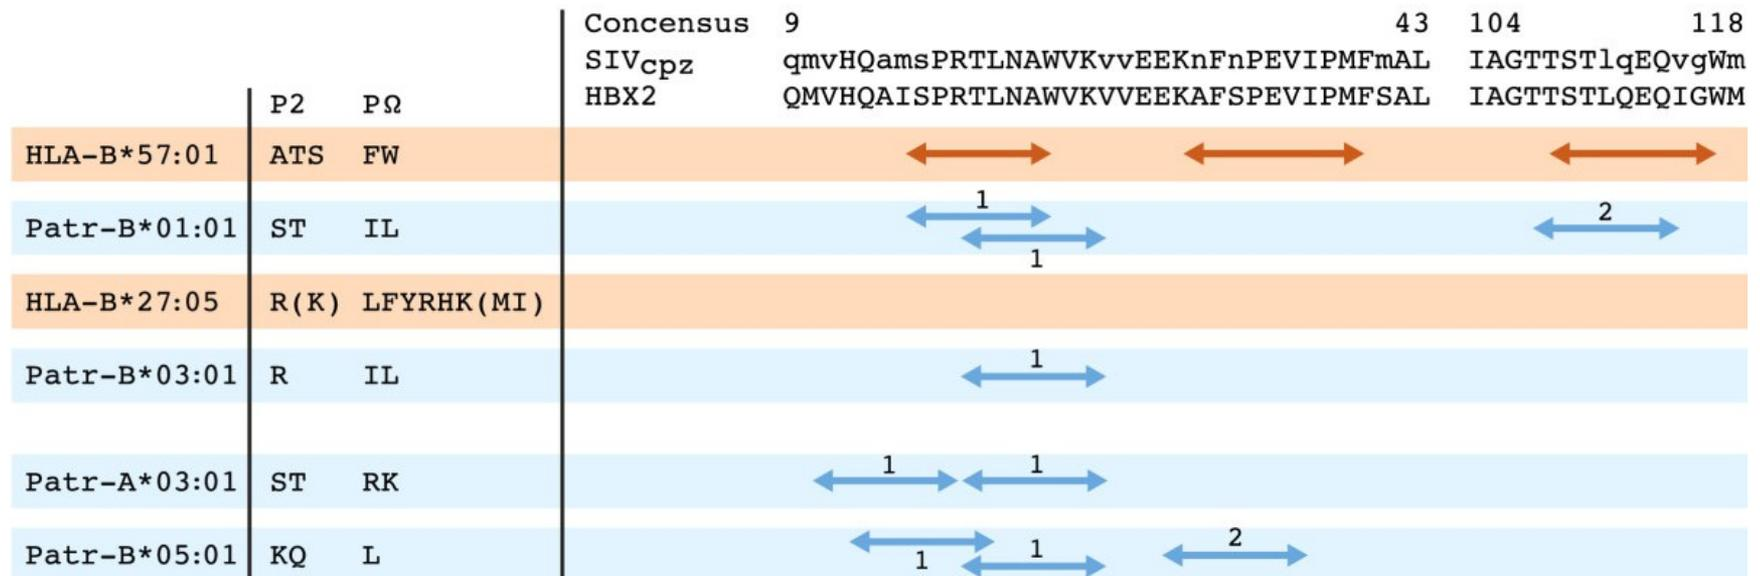 Concensus 9 43 104 118
SIVcpz qmvHQamsPRTLNAWVKvvEEKnFnPEVIPMFmAL IAGTTSTlqEQvgWm
P2 PΩ HBX2 QMVHQAISPRTLNAWVKVVEEKAFSPEVIPMFSAL IAGTTSTLQEQIGWM
HLA-B*57:01 ATS FW
1
2
Patr-B*01:01 ST IL
1
HLA-B*27:05 R(K) LFYRHK(MI)
1
Patr-B*03:01 R IL
1 1
Patr-A*03:01 ST RK
2
1
Patr-B*05:01 KQ L
1